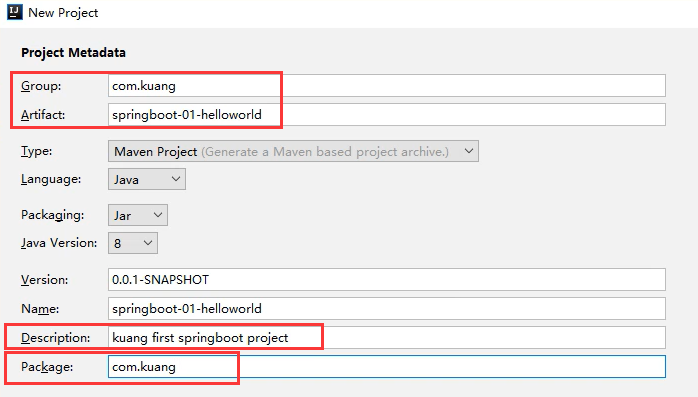 IJ New Project
Project Metadata
Group: com.kuang
Artifact: springboot-01-helloworld
Type: Maven Project (Generate a Maven based project archive.)
Language: Java
Packaging: Jar
Java Version: 8
Version: 0.0.1-SNAPSHOT
Name: springboot-01-helloworld
Description: kuang first springboot project
Package: com.kuang